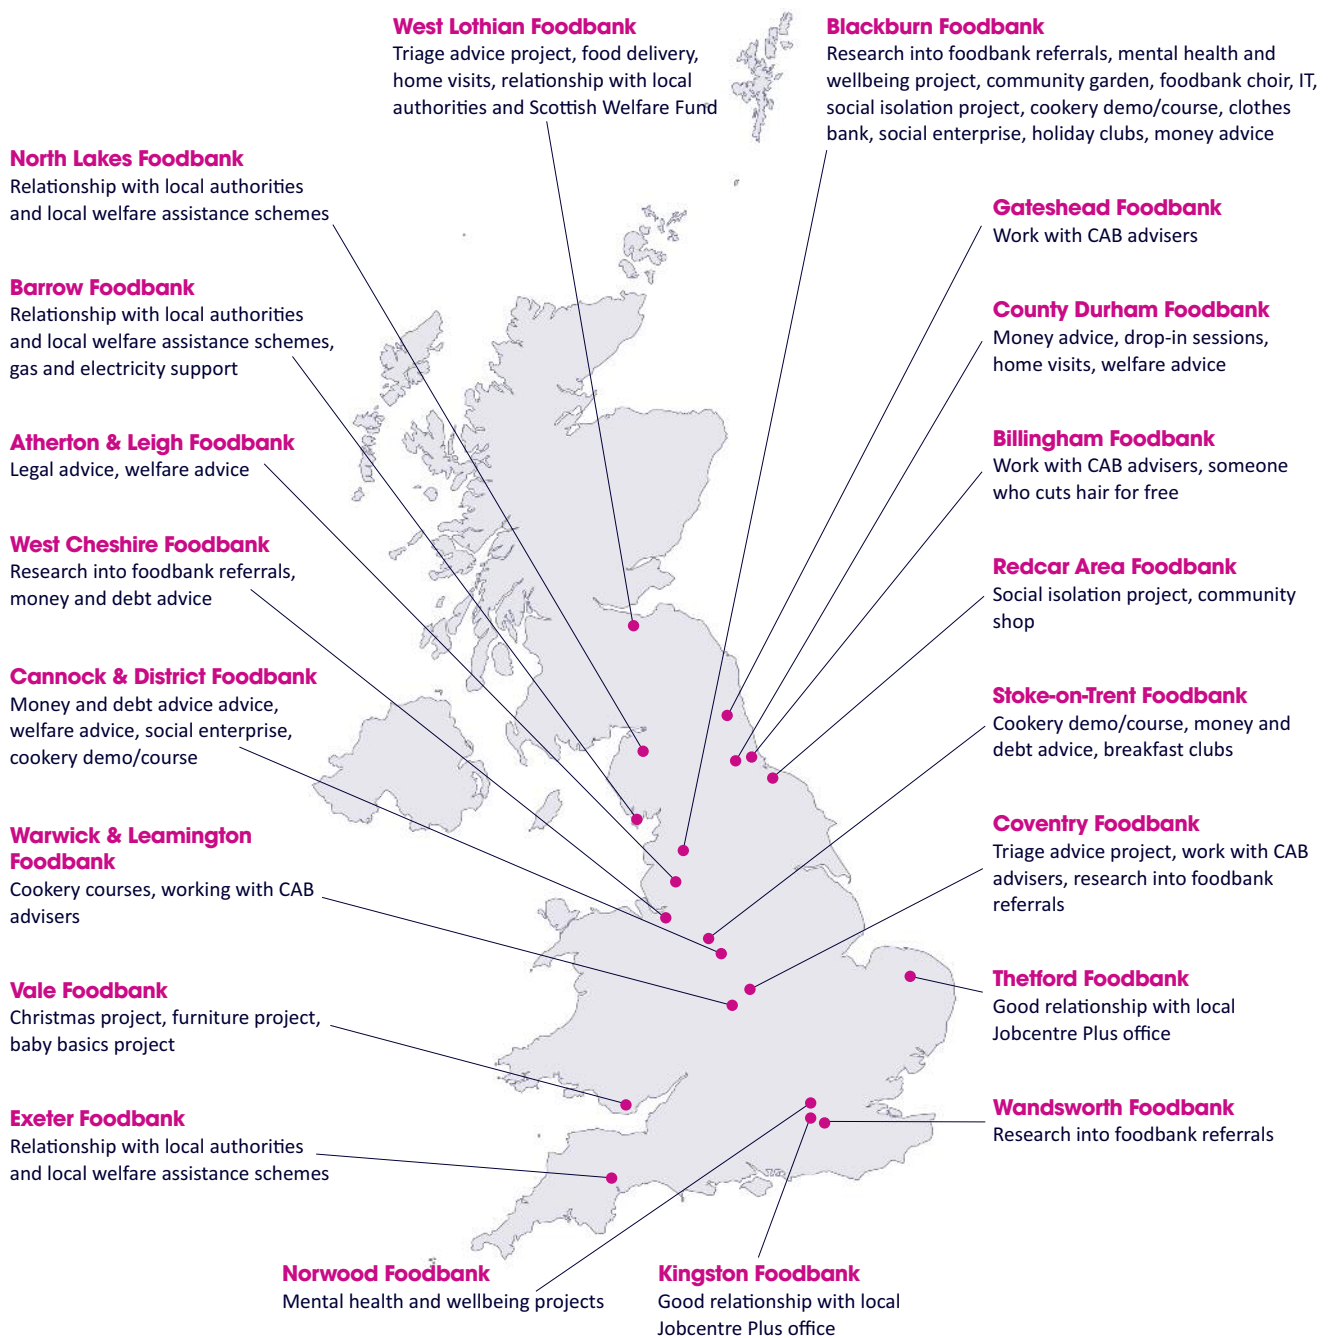 West Lothian Foodbank
Triage advice project, food delivery,
home visits, relationship with local
authorities and Scottish Welfare Fund
Blackburn Foodbank
Research into foodbank referrals, mental health and
wellbeing project, community garden, foodbank choir, IT,
social isolation project, cookery demo/course, clothes
bank, social enterprise, holiday clubs, money advice
North Lakes Foodbank
Relationship with local authorities
and local welfare assistance schemes
Barrow Foodbank
Relationship with local authorities
and local welfare assistance schemes,
gas and electricity support
Atherton & Leigh Foodbank
Legal advice, welfare advice
West Cheshire Foodbank
Research into foodbank referrals,
money and debt advice
Cannock & District Foodbank
Money and debt advice advice,
welfare advice, social enterprise,
cookery demo/course
Warwick & Leamington
Foodbank
Cookery courses, working with CAB
advisers
Vale Foodbank
Christmas project, furniture project,
baby basics project
Exeter Foodbank
Relationship with local authorities
and local welfare assistance schemes
Gateshead Foodbank
Work with CAB advisers
County Durham Foodbank
Money advice, drop-in sessions,
home visits, welfare advice
Billingham Foodbank
Work with CAB advisers, someone
who cuts hair for free
Redcar Area Foodbank
Social isolation project, community
shop
Stoke-on-Trent Foodbank
Cookery demo/course, money and
debt advice, breakfast clubs
Coventry Foodbank
Triage advice project, work with CAB
advisers, research into foodbank
referrals
Thetford Foodbank
Good relationship with local
Jobcentre Plus office
Wandsworth Foodbank
Research into foodbank referrals
Norwood Foodbank
Mental health and wellbeing projects
Kingston Foodbank
Good relationship with local
Jobcentre Plus office